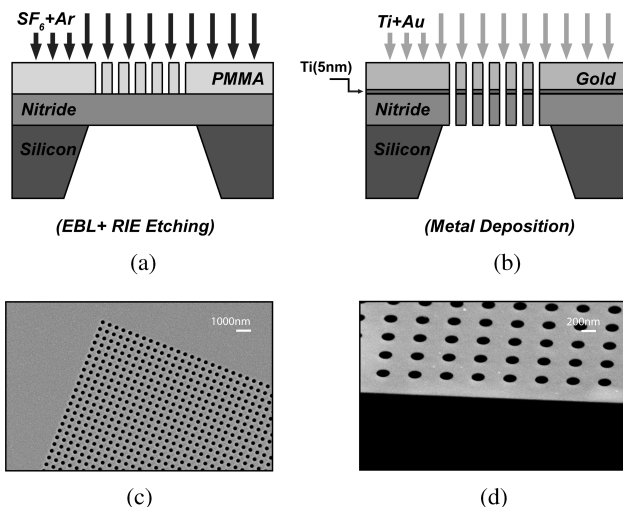 SF6+Ar
PMMA
Nitride
Silicon
(EBL+ RIE Etching)
(a)
Ti+Au
Ti(5nm)
Gold
Nitride
Silicon
(Metal Deposition)
(b)
1000nm
(c)
200nm
(d)